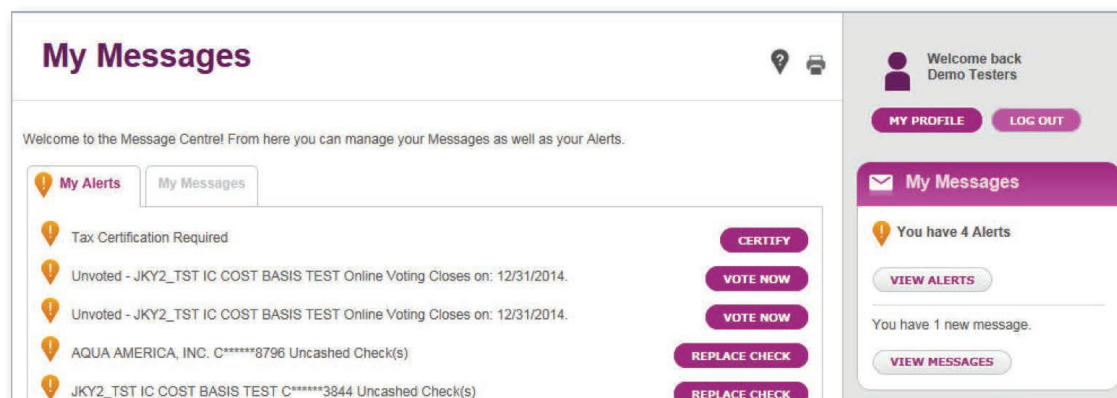 My Messages
Welcome to the Message Centre! From here you can manage your Messages as well as your Alerts.
My Alerts
My Messages
Tax Certification Required
CERTIFY
Unvoted - JKY2_TST IC COST BASIS TEST Online Voting Closes on: 12/31/2014.
VOTE NOW
Unvoted - JKY2_TST IC COST BASIS TEST Online Voting Closes on: 12/31/2014.
VOTE NOW
AQUA AMERICA, INC. C******8796 Uncashed Check(s)
REPLACE CHECK
JKY2_TST IC COST BASIS TEST C******3844 Uncashed Check(s)
REPLACE CHECK
Welcome back
Demo Testers
MY PROFILE
LOG OUT
My Messages
You have 4 Alerts
VIEW ALERTS
You have 1 new message.
VIEW MESSAGES